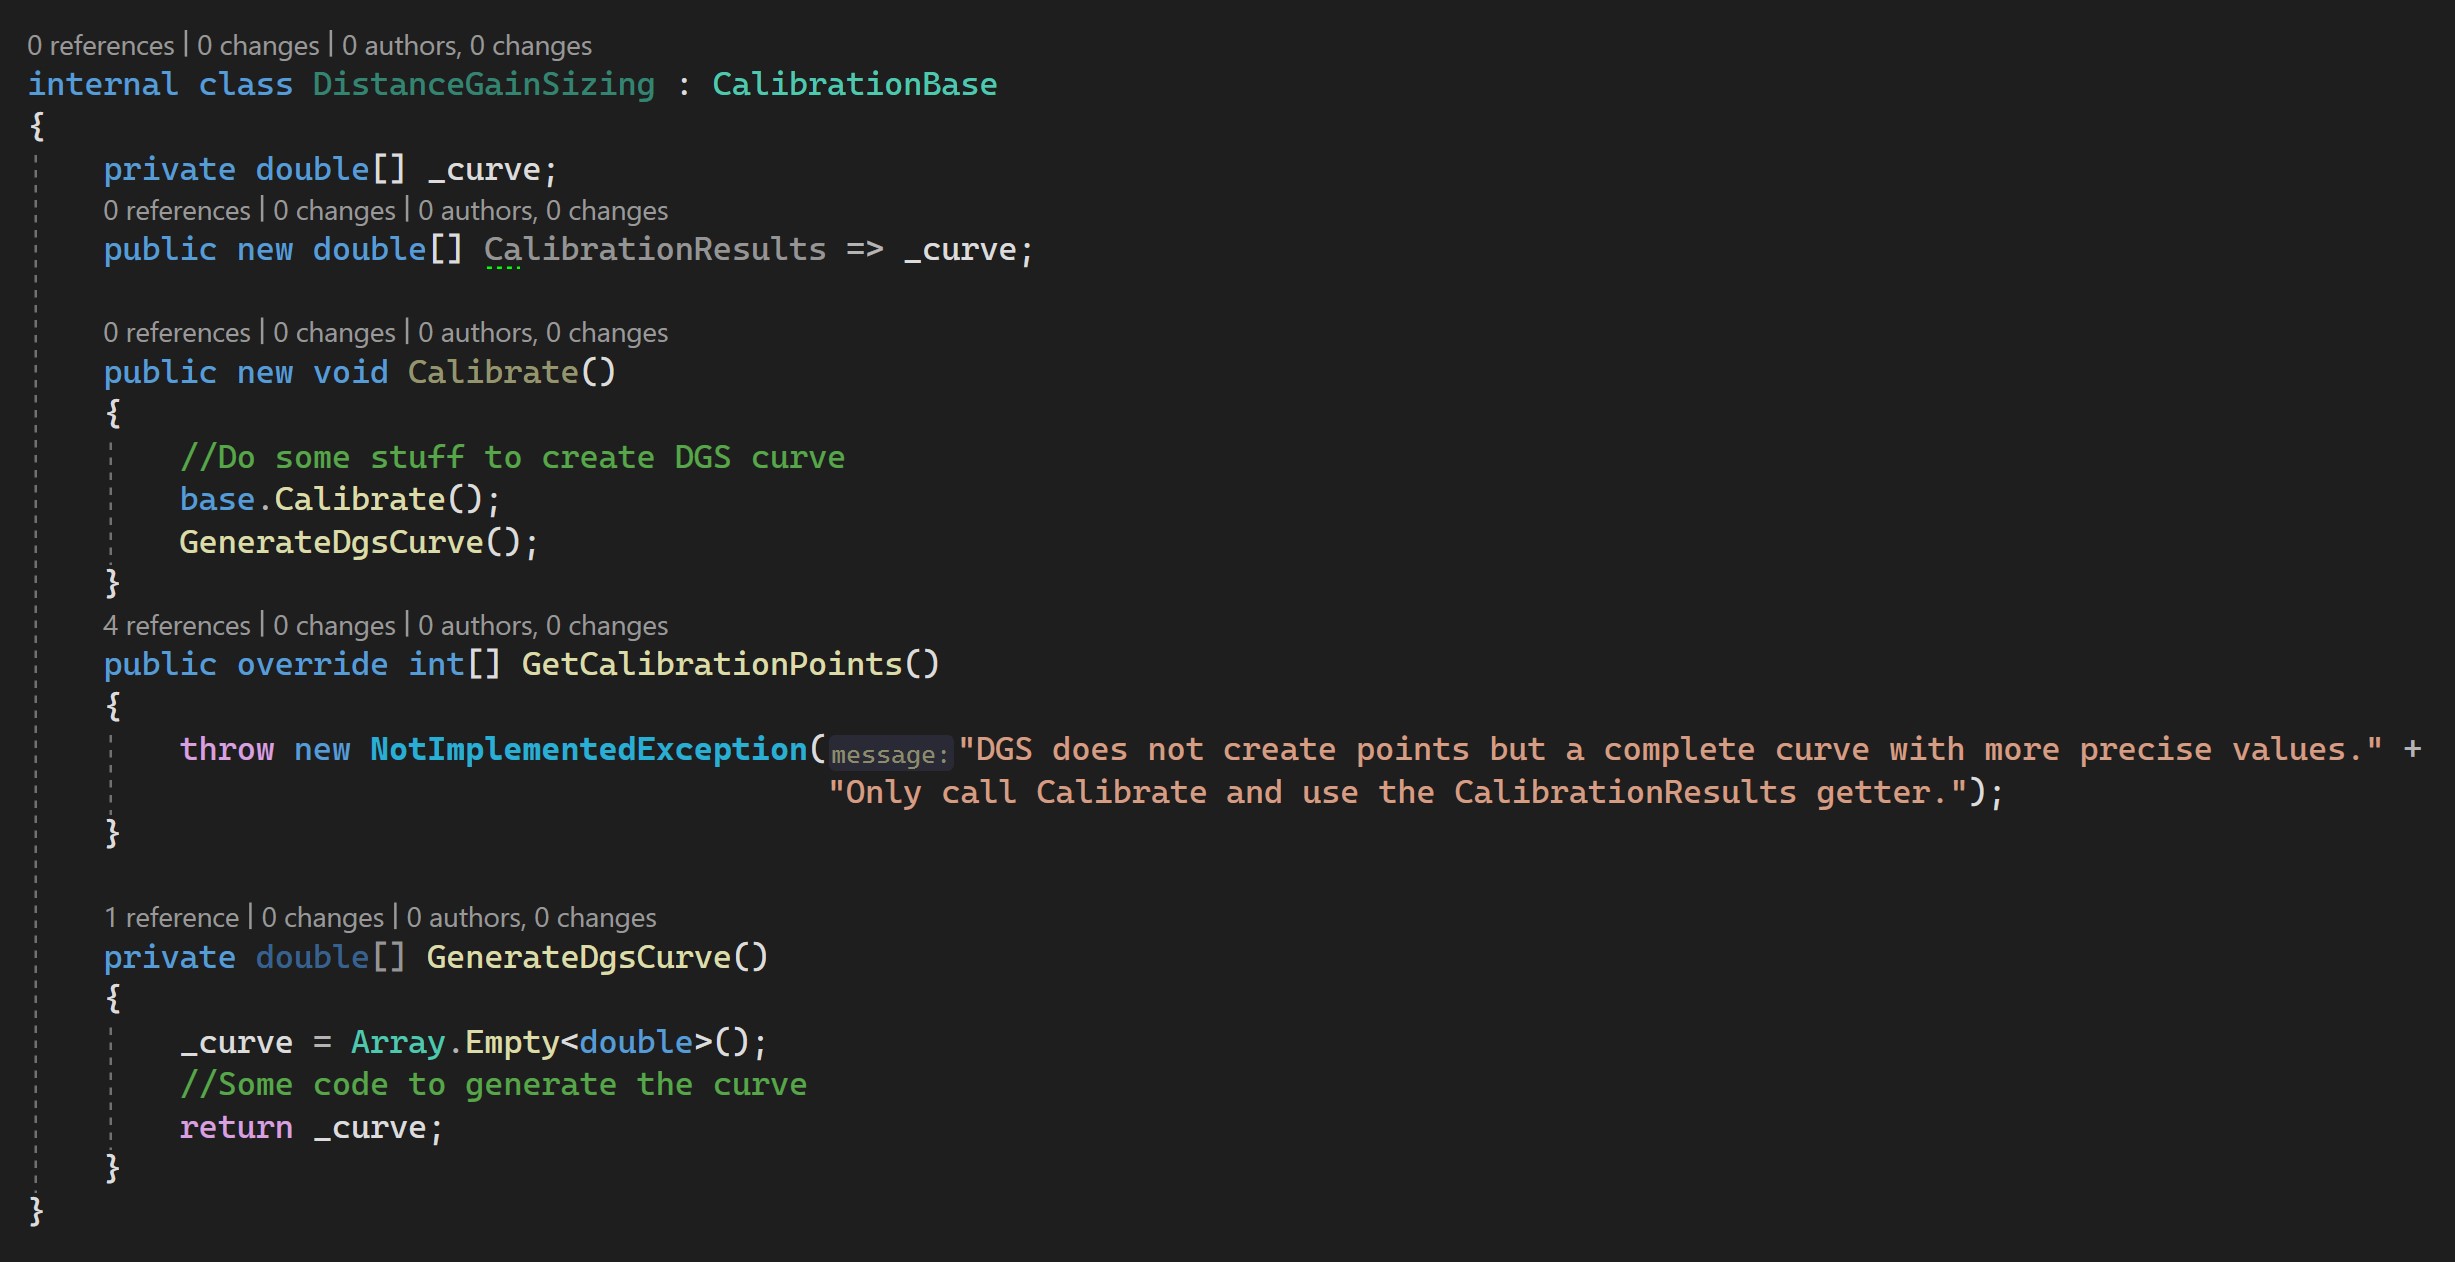 0 references | 0 changes | 0 authors, 0 changes
internal class DistanceGainSizing : CalibrationBase
{
private double[] _curve;
0 references | 0 changes | 0 authors, 0 changes
public new double[] CalibrationResults => _curve;
0 references | 0 changes | 0 authors, 0 changes
public new void Calibrate()
{
//Do some stuff to create DGS curve
base.Calibrate();
GenerateDgsCurve();
}
4 references | 0 changes | 0 authors, 0 changes
public override int[] GetCalibrationPoints()
{
throw new NotImplementedException(message:"DGS does not create points but a complete curve with more precise values." +
"Only call Calibrate and use the CalibrationResults getter.");
}
1 reference | 0 changes | 0 authors, 0 changes
private double[] GenerateDgsCurve()
{
_curve = Array.Empty<double>();
//Some code to generate the curve
return _curve;
}
}